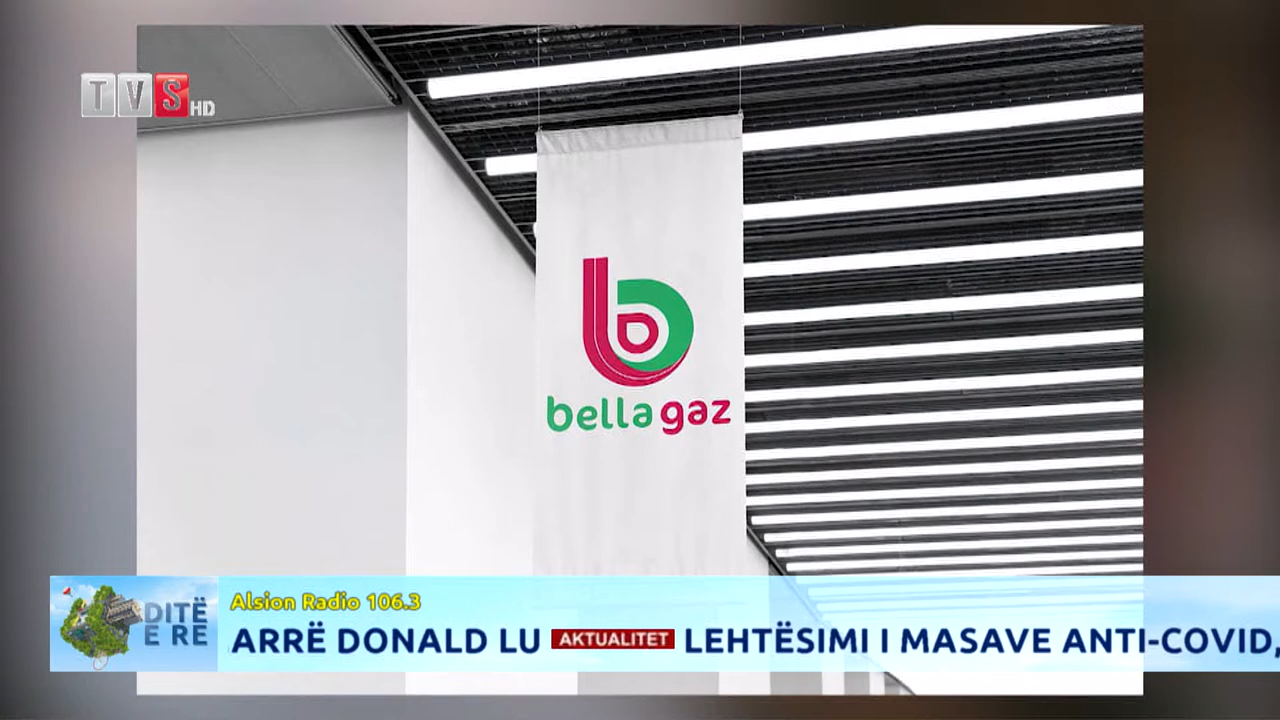 TVS HD
bella gaz
DITË E RE
Alsion Radio 106.3
ARRË DONALD LU AKTUALITET LEHTËSIMI I MASAVE ANTI-COVID,